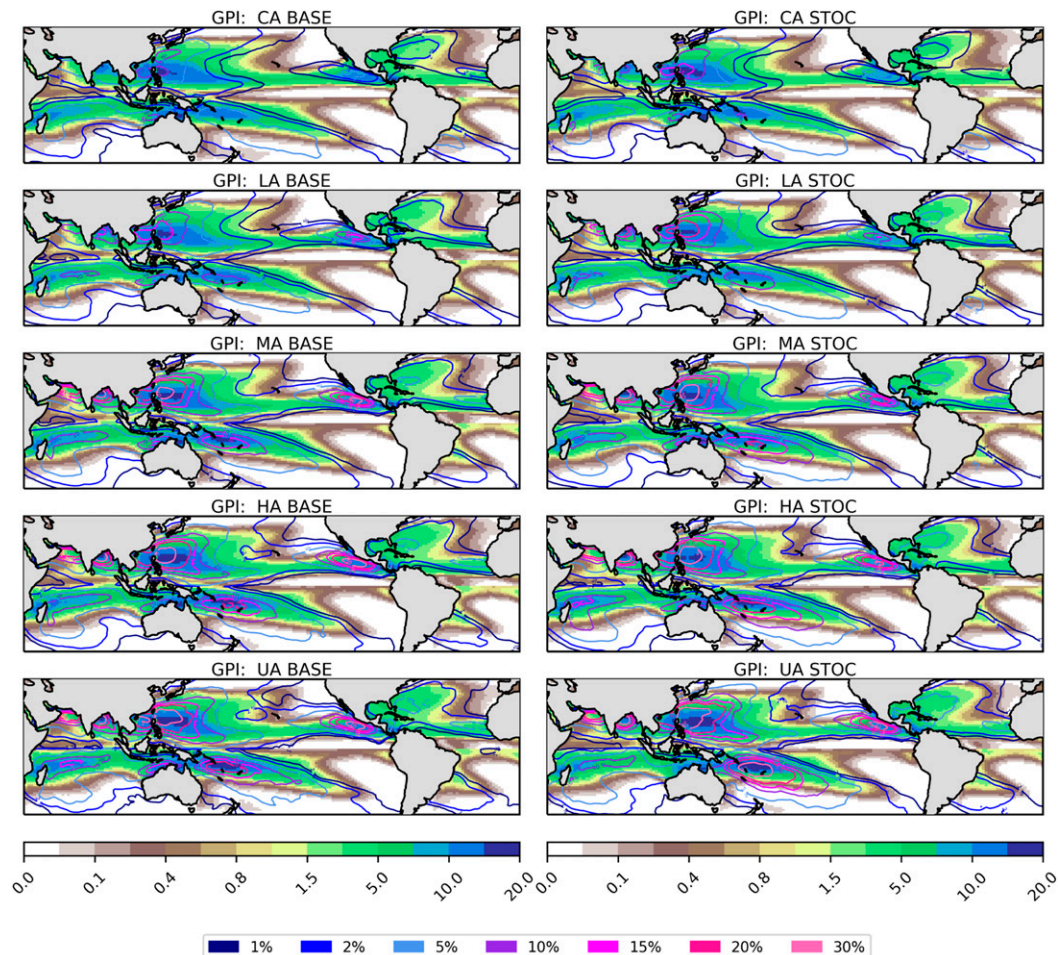 GPI: CA BASE
GPI: CA STOC
GPI: LA BASE
GPI: LA STOC
GPI: MA BASE
GPI: MA STOC
GPI: HA BASE
GPI: HA STOC
GPI: UA BASE
GPI: UA STOC
0.0 0.1 0.4 0.8 1.5 5.0 10.0 20.0
0.0 0.1 0.4 0.8 1.5 5.0 10.0 20.0
1% 2% 5% 10% 15% 20% 30%